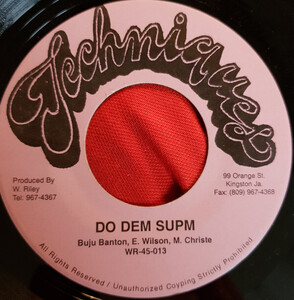 Techniques
Produced By
W. Riley
Tel: 967-4367
99 Orange St.
Kingston Ja.
Fax: (809) 967-4368
DO DEM SUPM
Buju Banton, E. Wilson, M. Christe
WR-45-013
All Rights Reserved / Unauthorized Coyping Strictly Prohibited